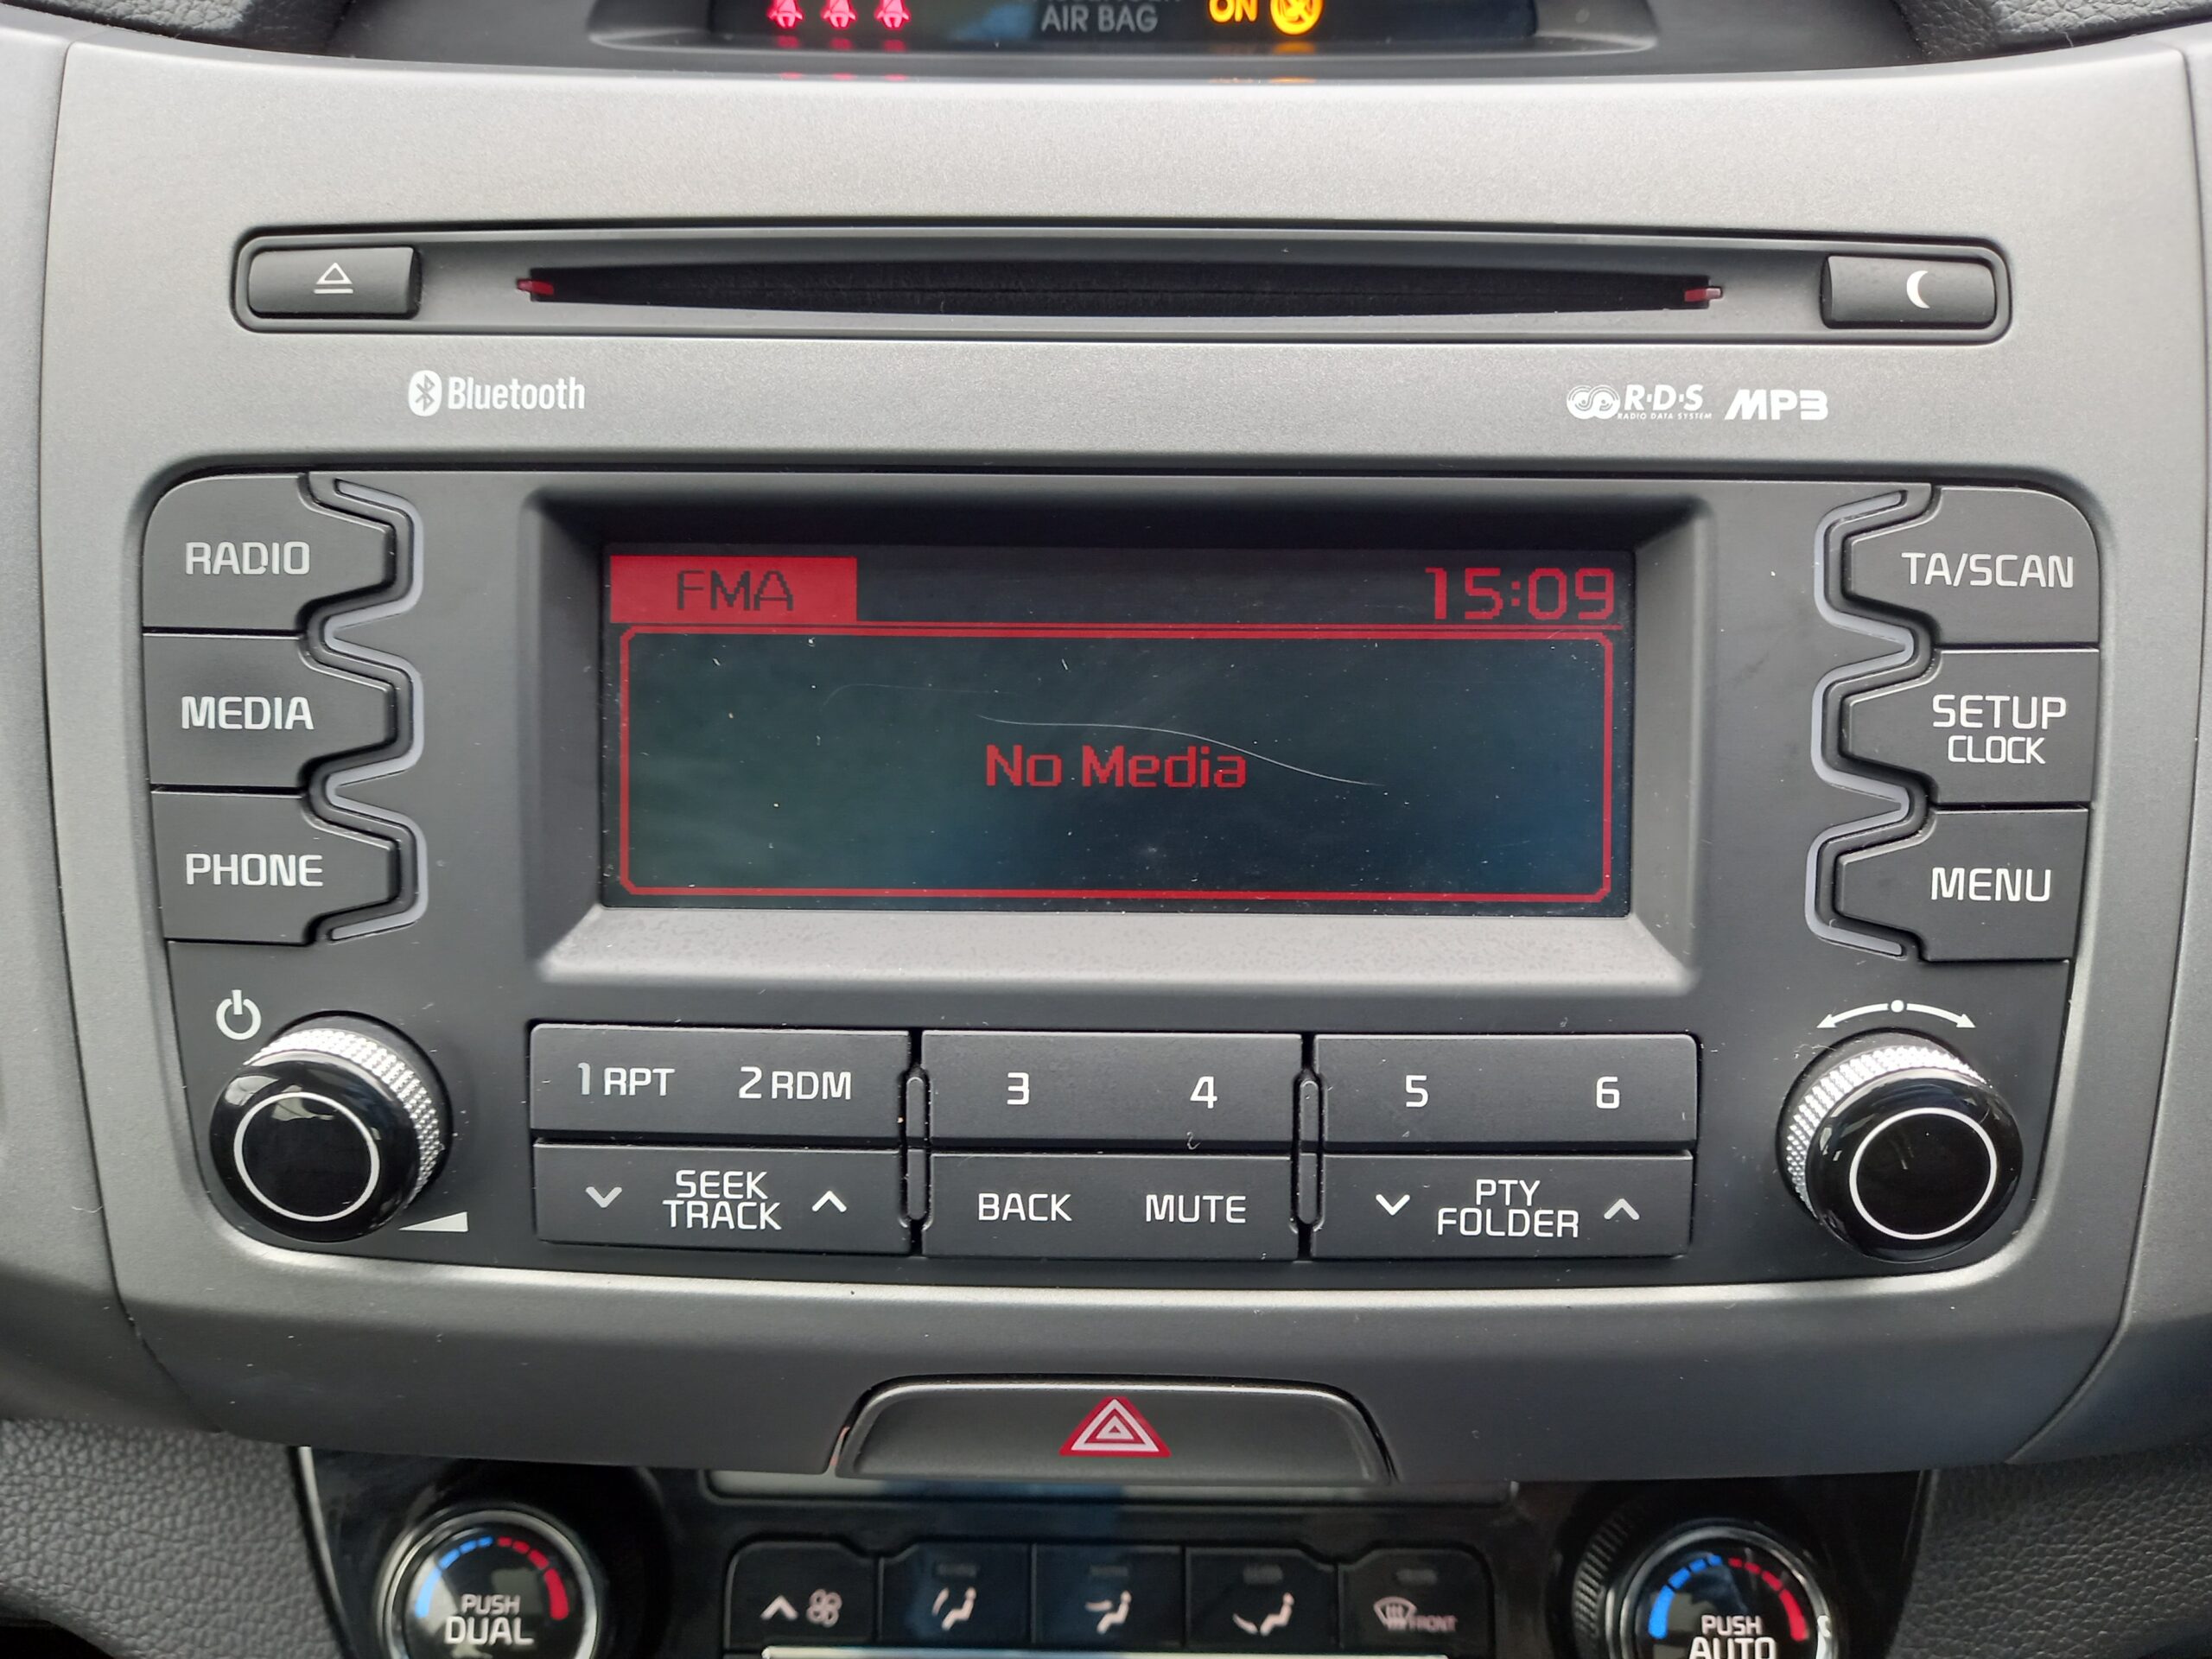 AIR BAG
ON
Bluetooth
R·D·S
RADIO DATA SYSTEM
MP3
RADIO
TA/SCAN
FMA
15:09
MEDIA
No Media
SETUP
CLOCK
PHONE
MENU
1 RPT 2 RDM
3 4
5 6
SEEK
TRACK
BACK MUTE
PTY
FOLDER
PUSH
DUAL
FRONT
PUSH
AUTO